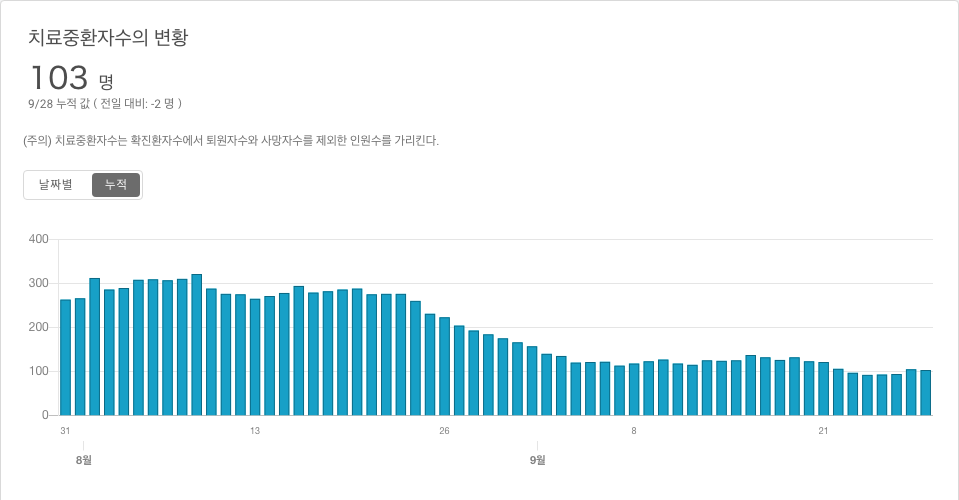 치료중환자수의 변황
103 명
9/28 누적 값 ( 전일 대비: -2 명 )
(주의) 치료중환자수는 확진환자수에서 퇴원자수와 사망자수를 제외한 인원수를 가리킨다.
날짜별 누적
400
300
200
100
0
31 13 26 8 21
8월 9월